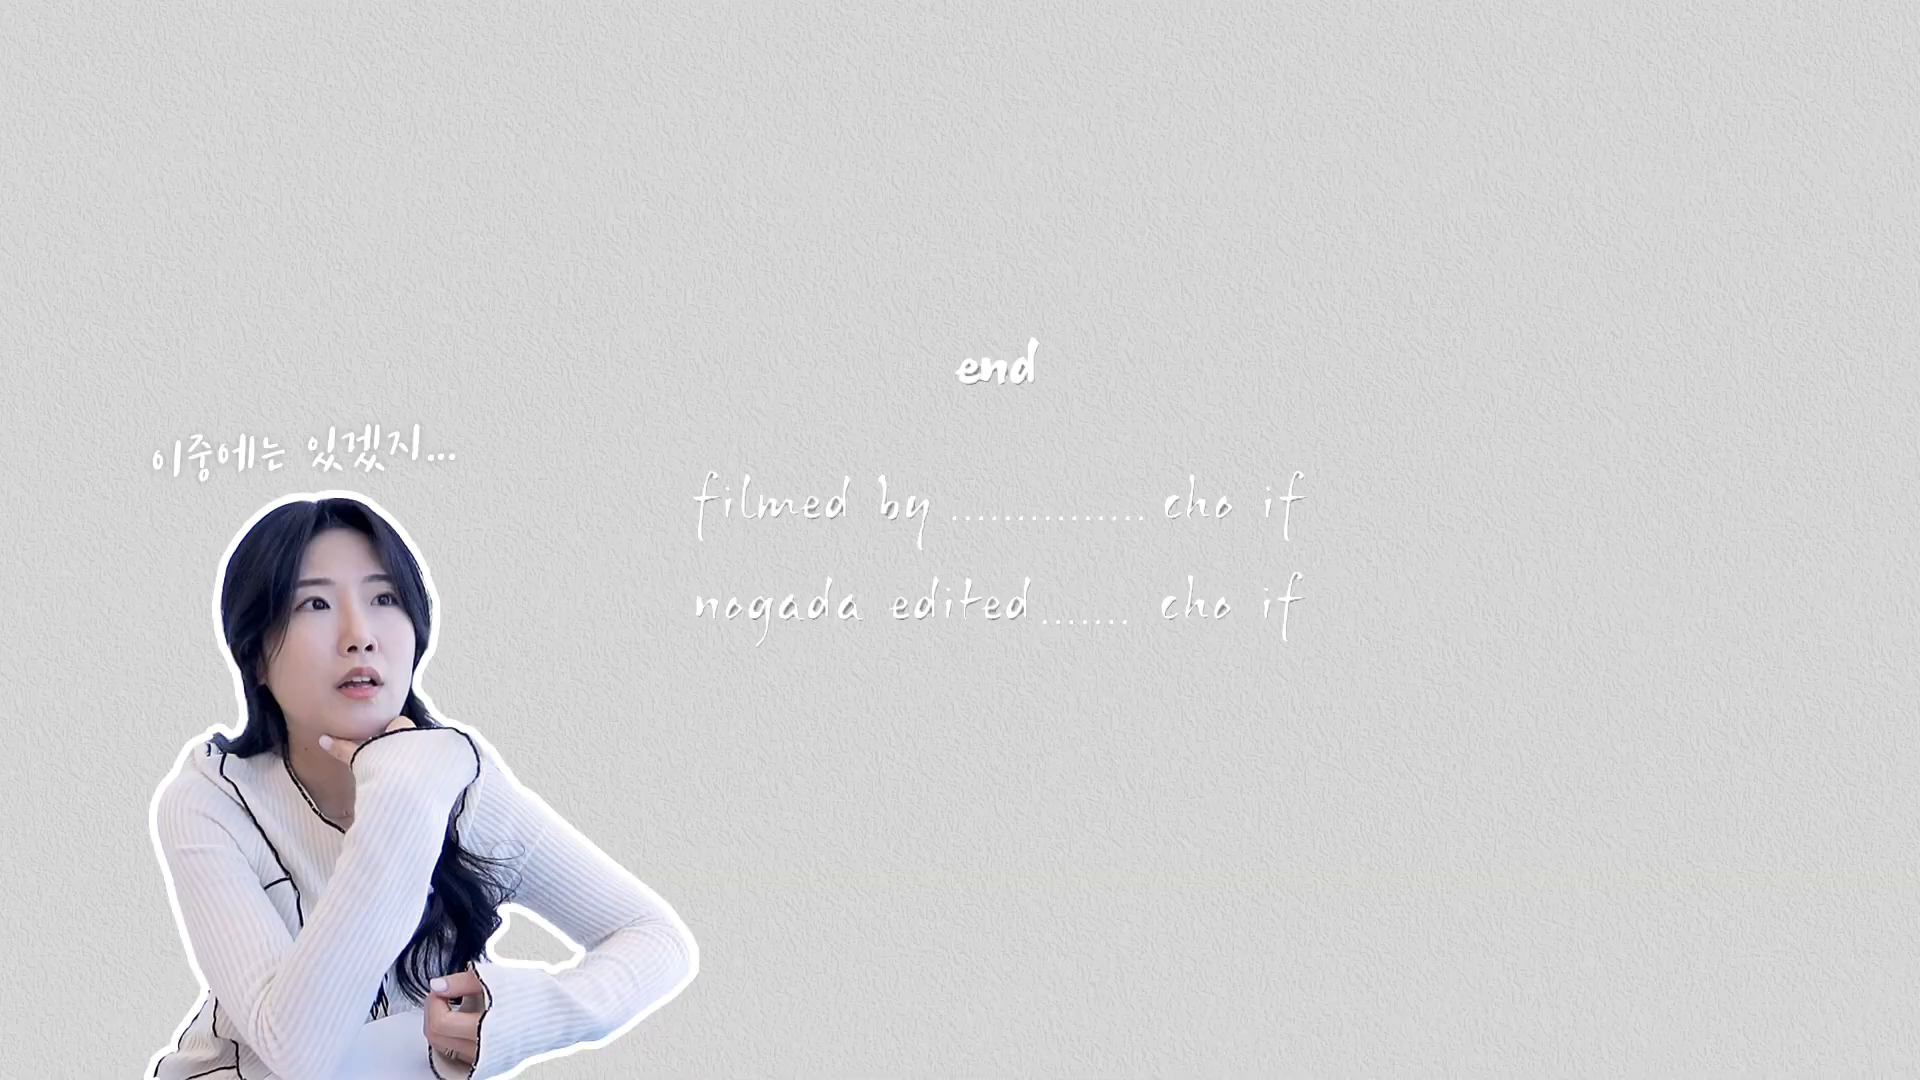 end
이중에는 있겠지...
filmed by ............... cho if
nogada edited ....... cho if